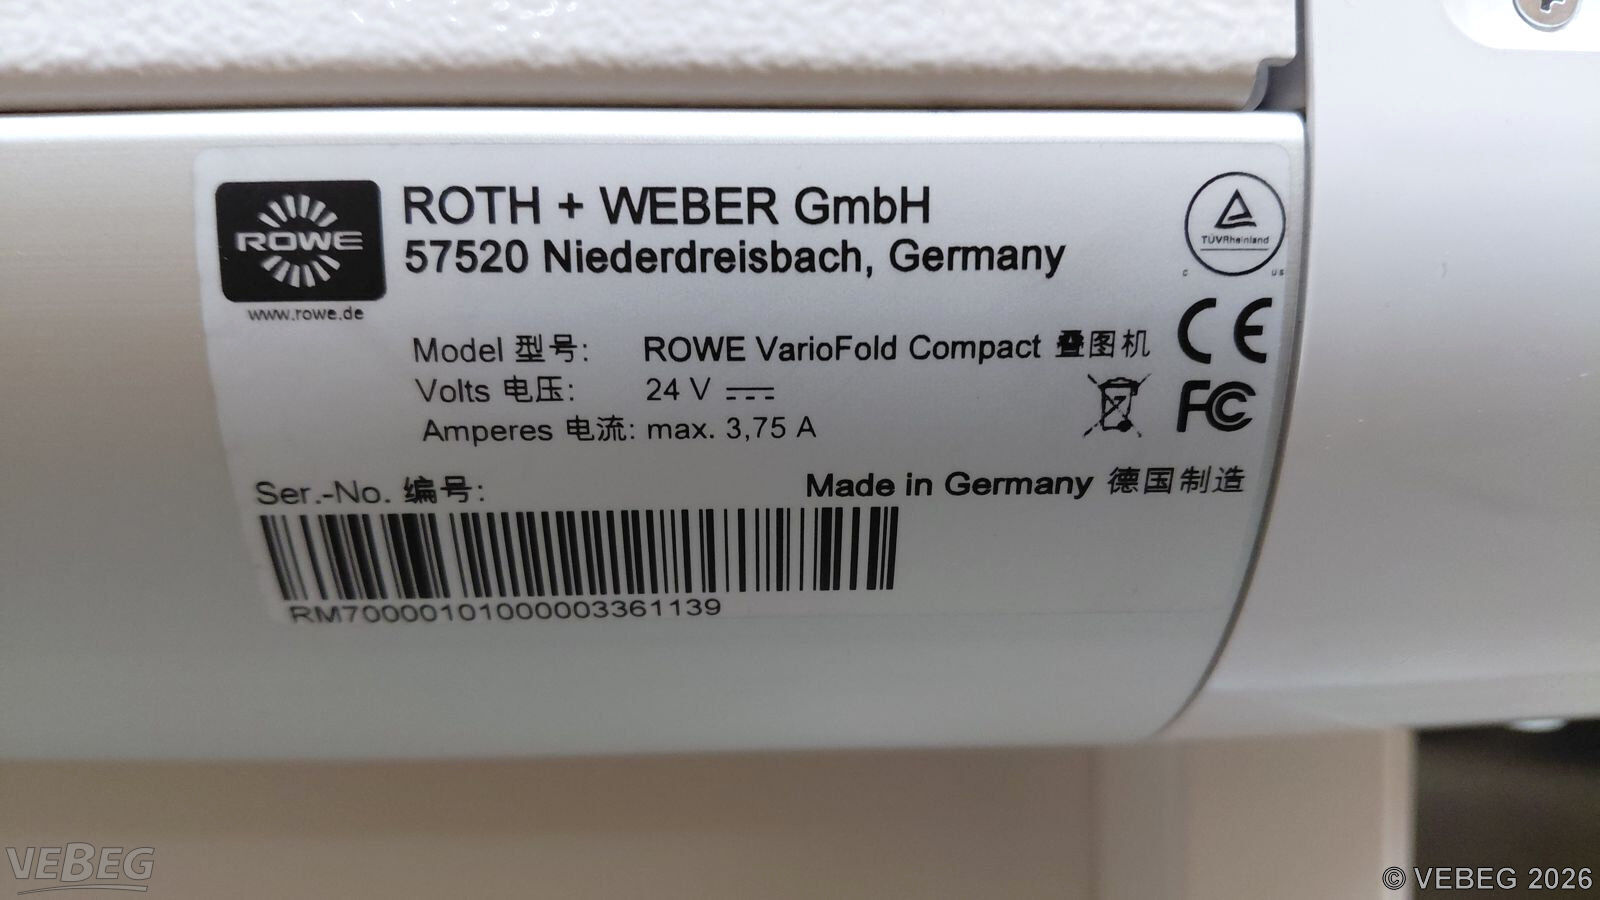 ROWE
www.rowe.de
ROTH + WEBER GmbH
57520 Niederdreisbach, Germany
TÜVRheinland
C US
Model 型号: ROWE VarioFold Compact 叠图机
Volts 电压: 24 V
Amperes 电流: max. 3,75 A
CE
FC
Ser.-No. 编号:
Made in Germany 德国制造
RM70000101000003361139
VEBEG
© VEBEG 2026